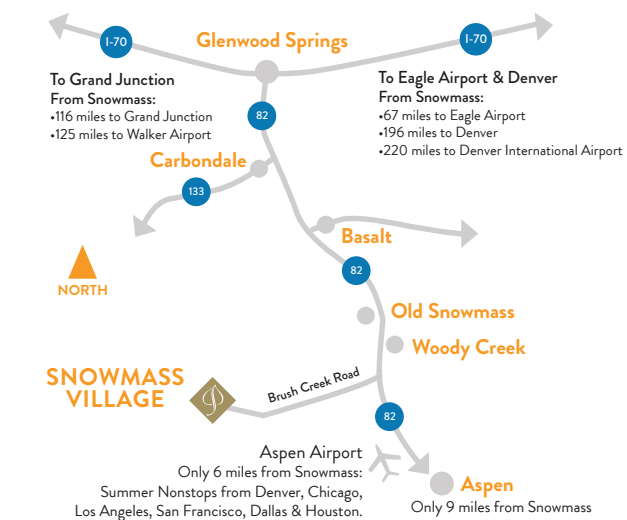 I-70
Glenwood Springs
I-70
To Grand Junction
From Snowmass:
•116 miles to Grand Junction
•125 miles to Walker Airport
To Eagle Airport & Denver
From Snowmass:
•67 miles to Eagle Airport
•196 miles to Denver
•220 miles to Denver International Airport
82
Carbondale
133
Basalt
NORTH
82
Old Snowmass
Woody Creek
SNOWMASS
VILLAGE
Brush Creek Road
82
Aspen Airport
Only 6 miles from Snowmass:
Summer Nonstops from Denver, Chicago,
Los Angeles, San Francisco, Dallas & Houston.
Aspen
Only 9 miles from Snowmass